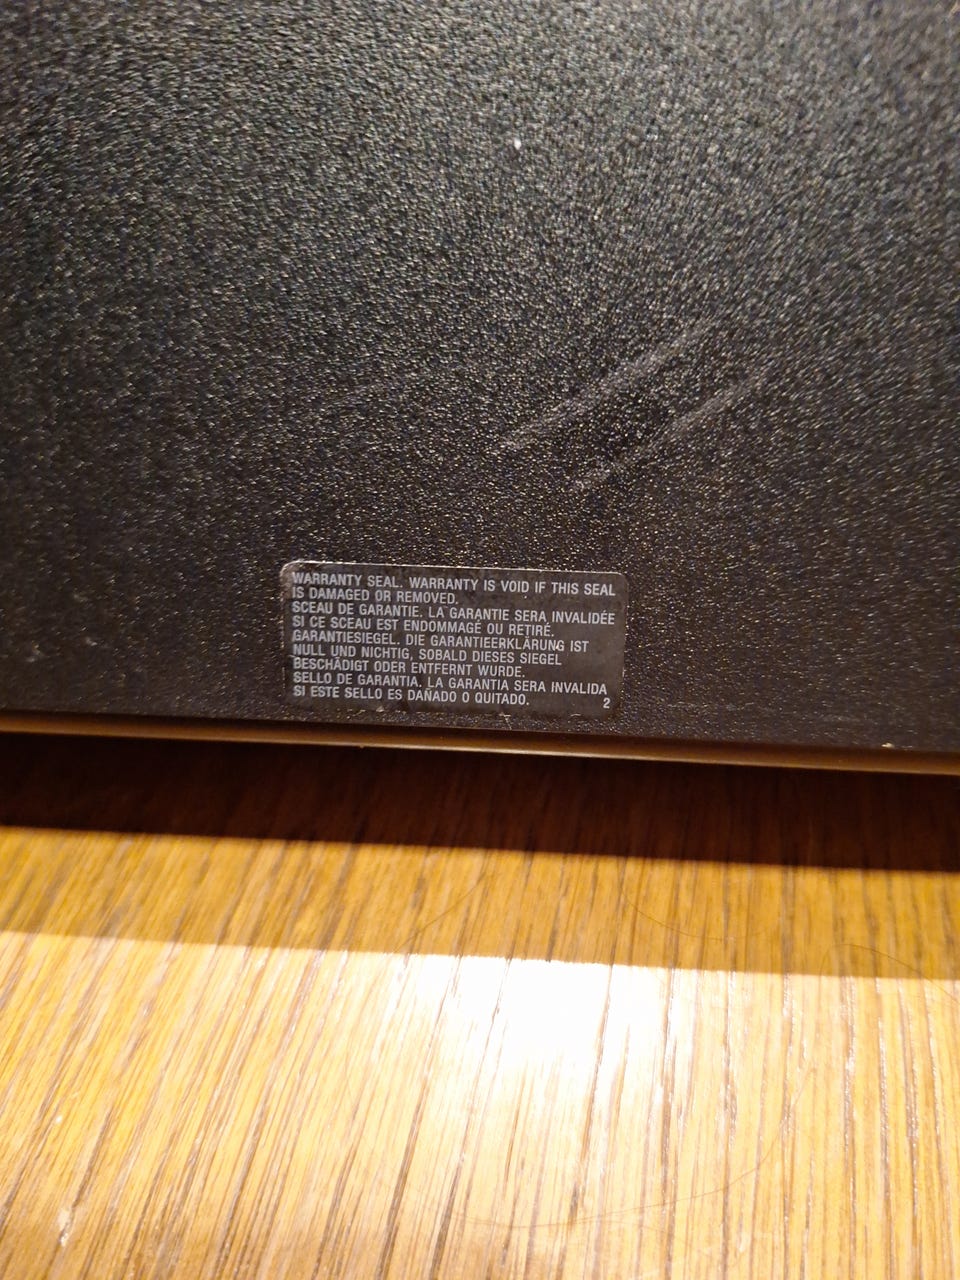 WARRANTY SEAL. WARRANTY IS VOID IF THIS SEAL
IS DAMAGED OR REMOVED.
SCEAU DE GARANTIE. LA GARANTIE SERA INVALIDÉE
SI CE SCEAU EST ENDOMMAGÉ OU RETIRÉ.
GARANTIESIEGEL. DIE GARANTIEERKLÄRUNG IST
NULL UND NICHTIG, SOBALD DIESES SIEGEL
BESCHÄDIGT ODER ENTFERNT WURDE.
SELLO DE GARANTIA. LA GARANTIA SERA INVALIDA
SI ESTE SELLO ES DAÑADO O QUITADO. 2